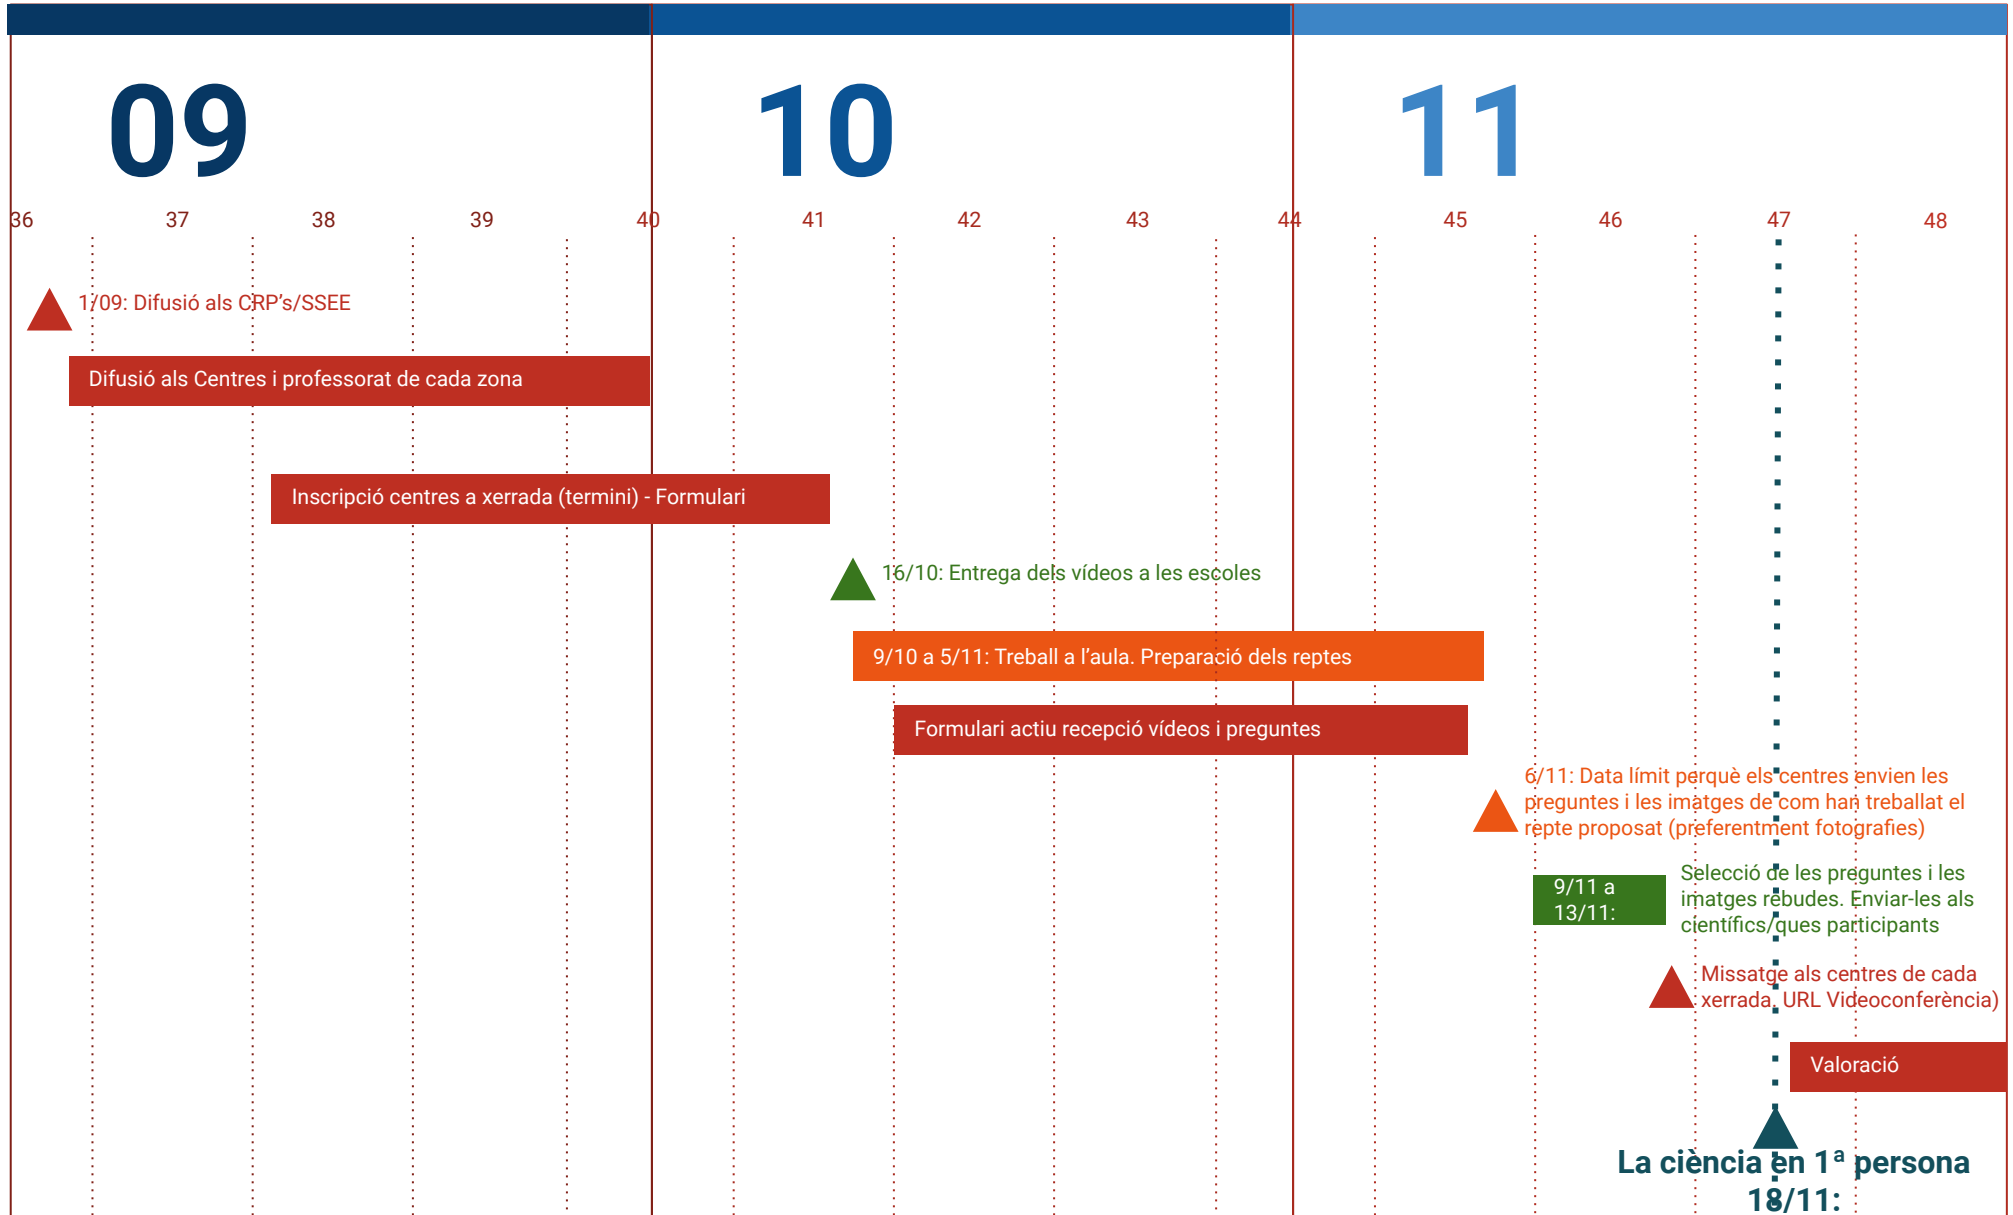 09
10
11
36 37 38 39 40 41 42 43 44 45 46 47 48
1/09: Difusió als CRP's/SSEE
Difusió als Centres i professorat de cada zona
Inscripció centres a xerrada (termini) - Formulari
16/10: Entrega dels vídeos a les escoles
9/10 a 5/11: Treball a l'aula. Preparació dels reptes
Formulari actiu recepció vídeos i preguntes
6/11: Data límit perquè els centres envien les
preguntes i les imatges de com han treballat el
repte proposat (preferentment fotografies)
9/11 a
13/11:
Selecció de les preguntes i les
imatges rebudes. Enviar-les als
científics/ques participants
Missatge als centres de cada
xerrada. URL Videoconferència)
Valoració
La ciència en 1ª persona
18/11: